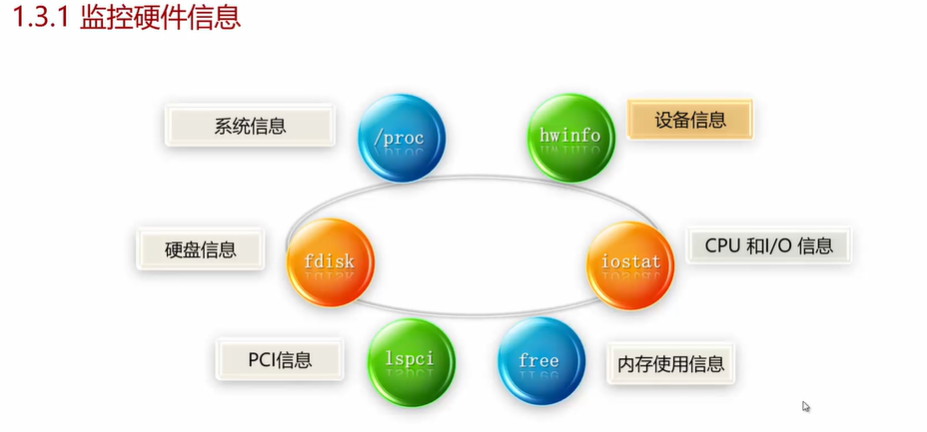 1.3.1 监控硬件信息
系统信息
/proc
hwinfo
设备信息
硬盘信息
fdisk
iostat
CPU 和I/O 信息
PCI信息
lspci
free
内存使用信息